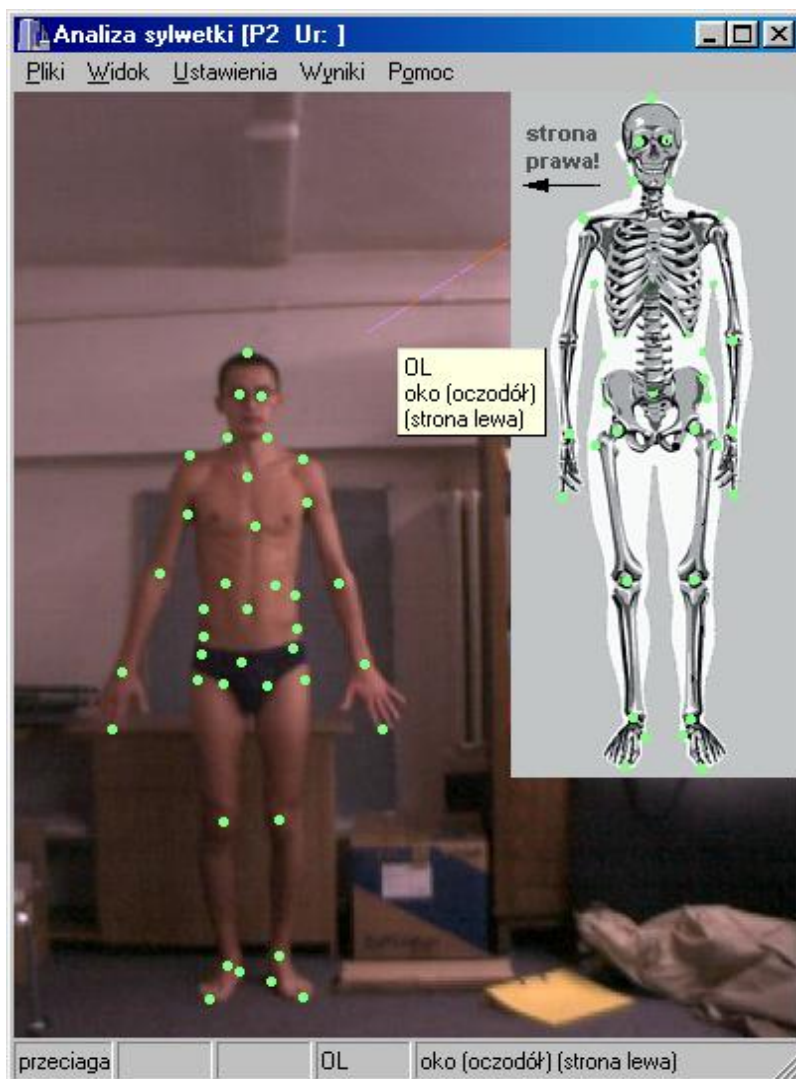 Analiza sylwetki [P2 Ur: ]
Pliki Widok Ustawienia Wyniki Pomoc
strona
prawa!
OL
oko (oczodół)
(strona lewa)
przeciaga OL oko (oczodół) (strona lewa)